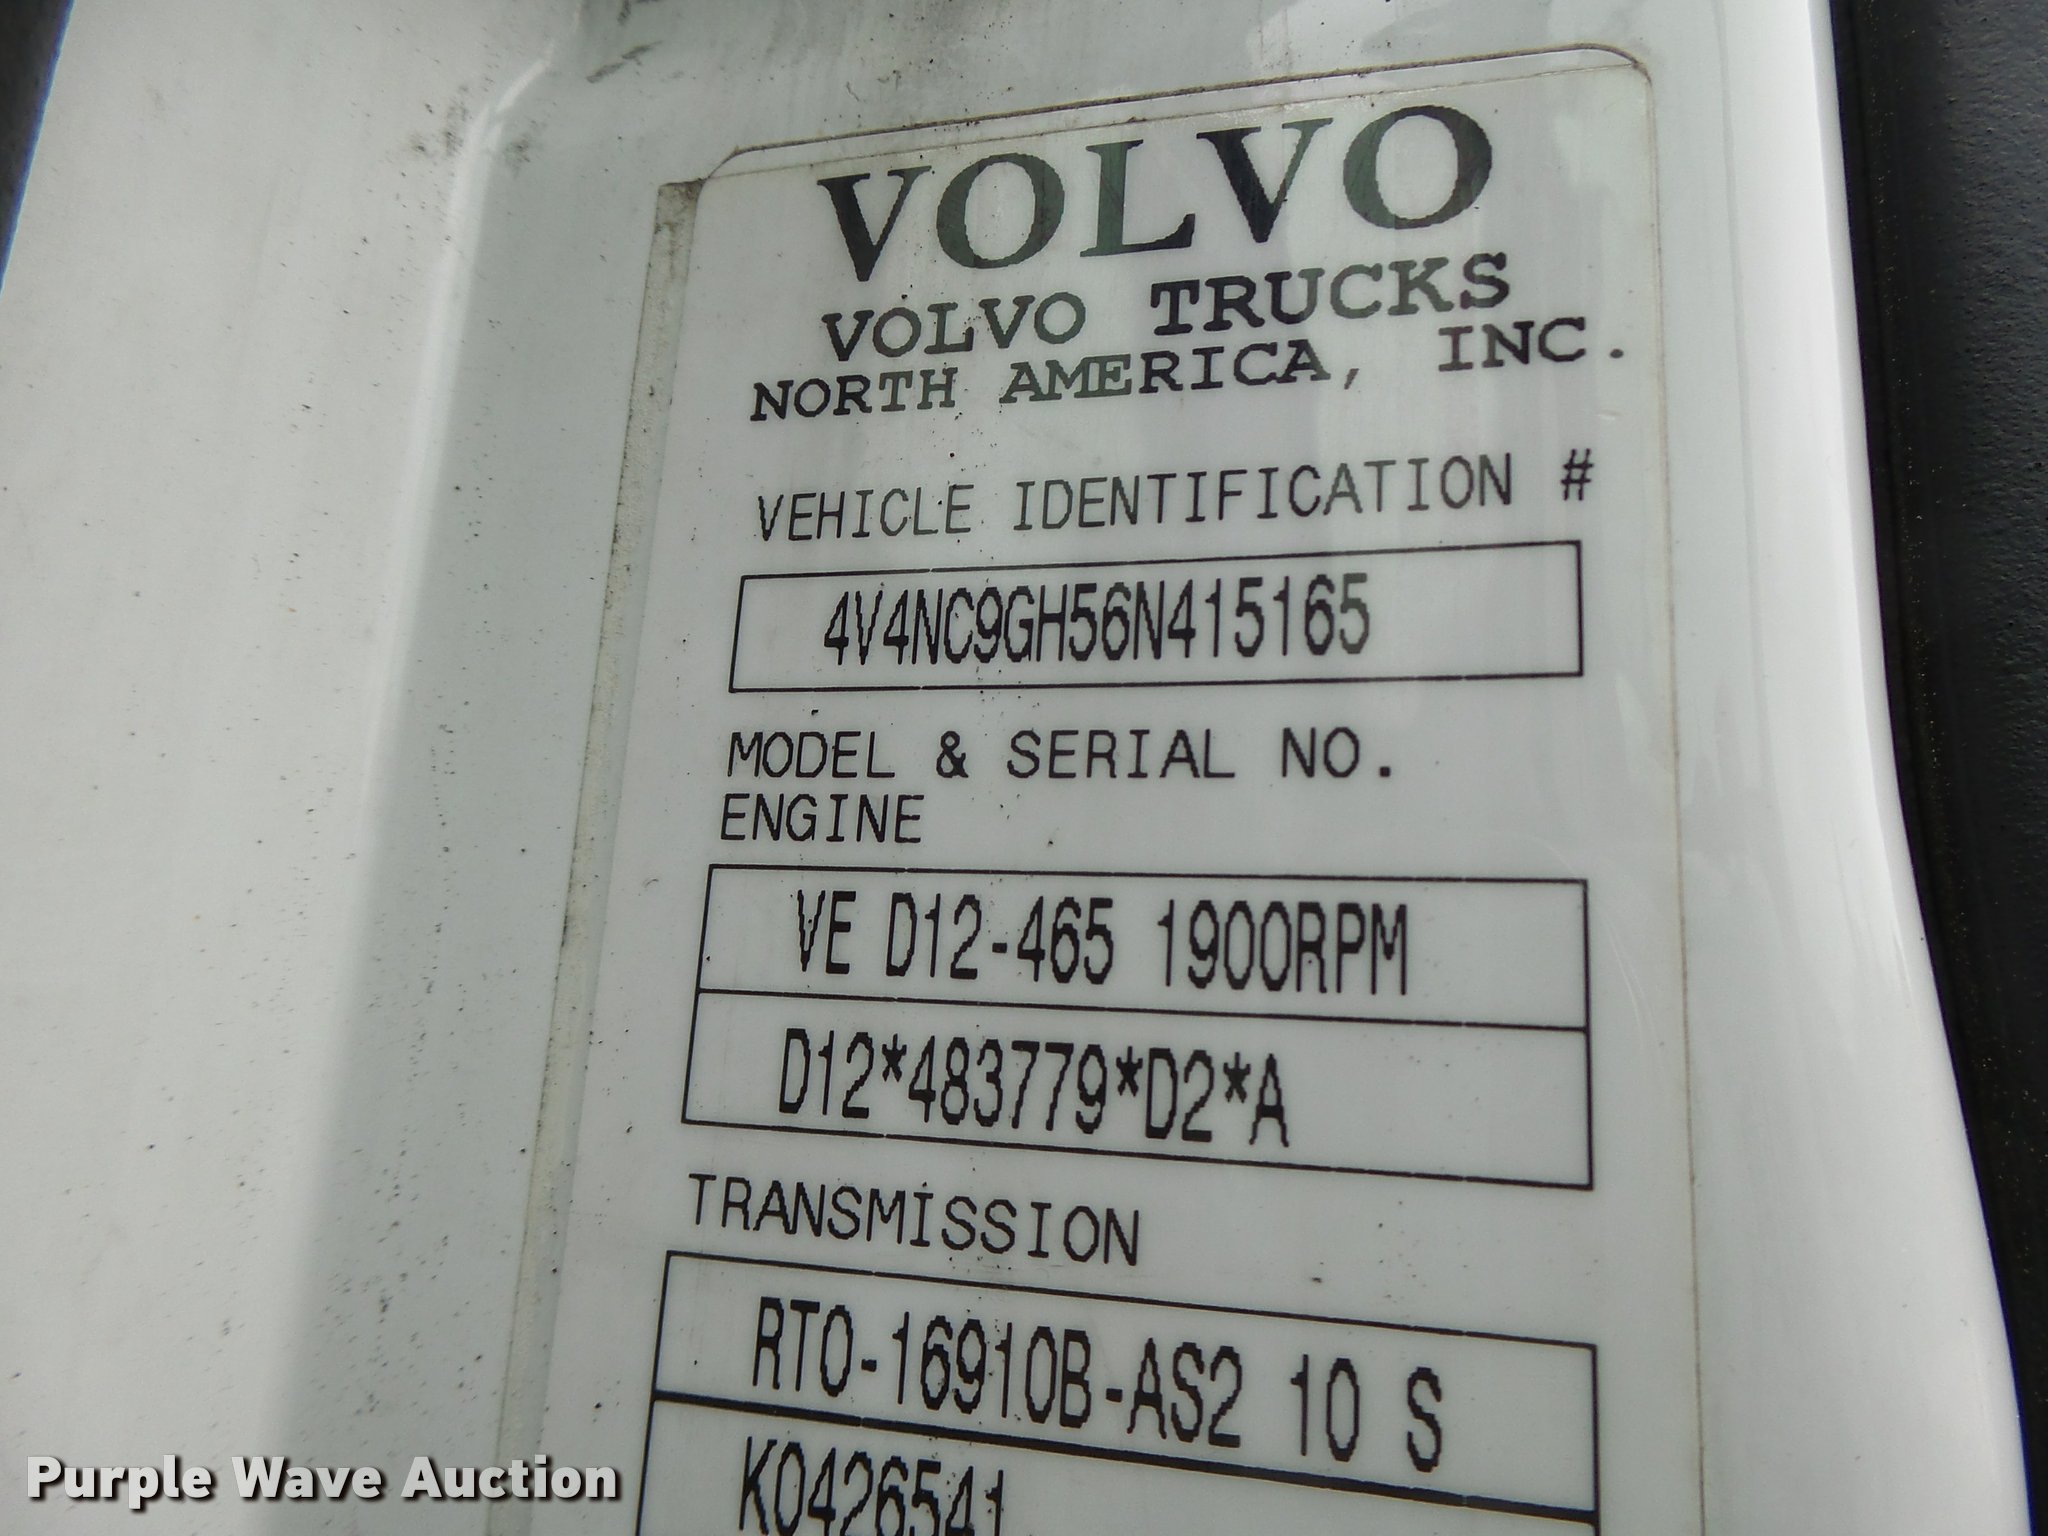 VOLVO
VOLVO TRUCKS
NORTH AMERICA, INC.
VEHICLE IDENTIFICATION #
4V4NC9GH56N415165
MODEL & SERIAL NO.
ENGINE
VE D12-465 1900RPM
D12*483779*D2*A
TRANSMISSION
RTO-16910B-AS2 10 S
K0426541
Purple Wave Auction